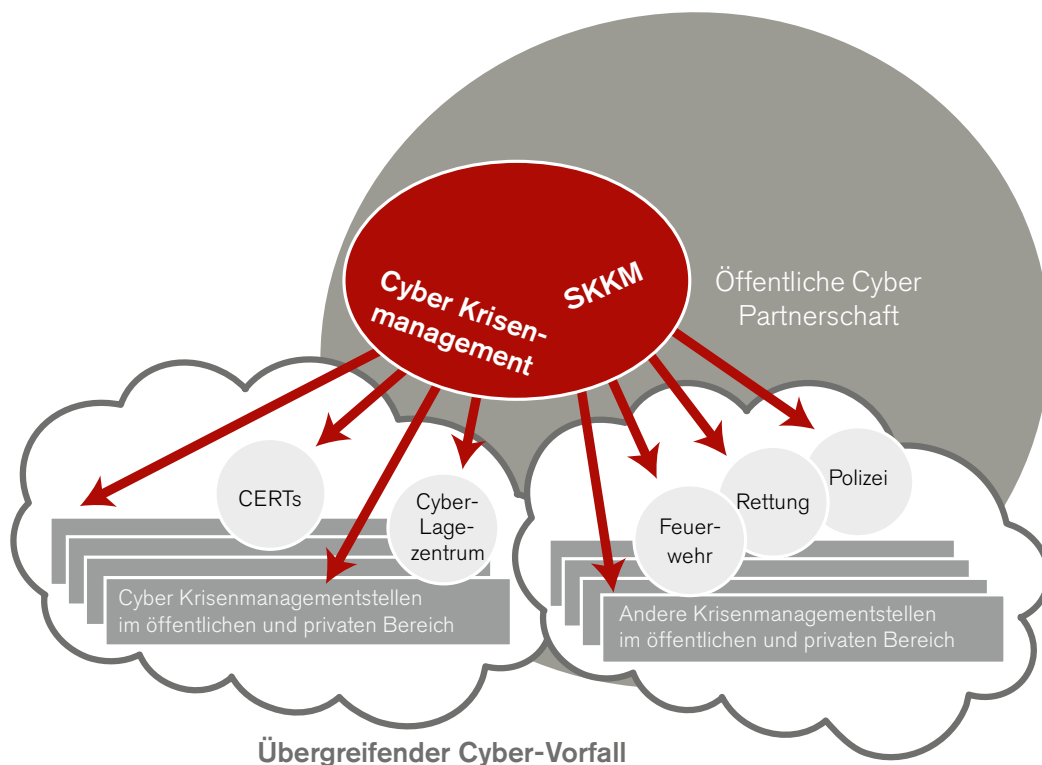 SKKM
Cyber Krisen-
management
Öffentliche Cyber
Partnerschaft
CERTs
Cyber-
Lage-
zentrum
Cyber Krisenmanagementstellen
im öffentlichen und privaten Bereich
Polizei
Rettung
Feuer-
wehr
Andere Krisenmanagementstellen
im öffentlichen und privaten Bereich
Übergreifender Cyber-Vorfall